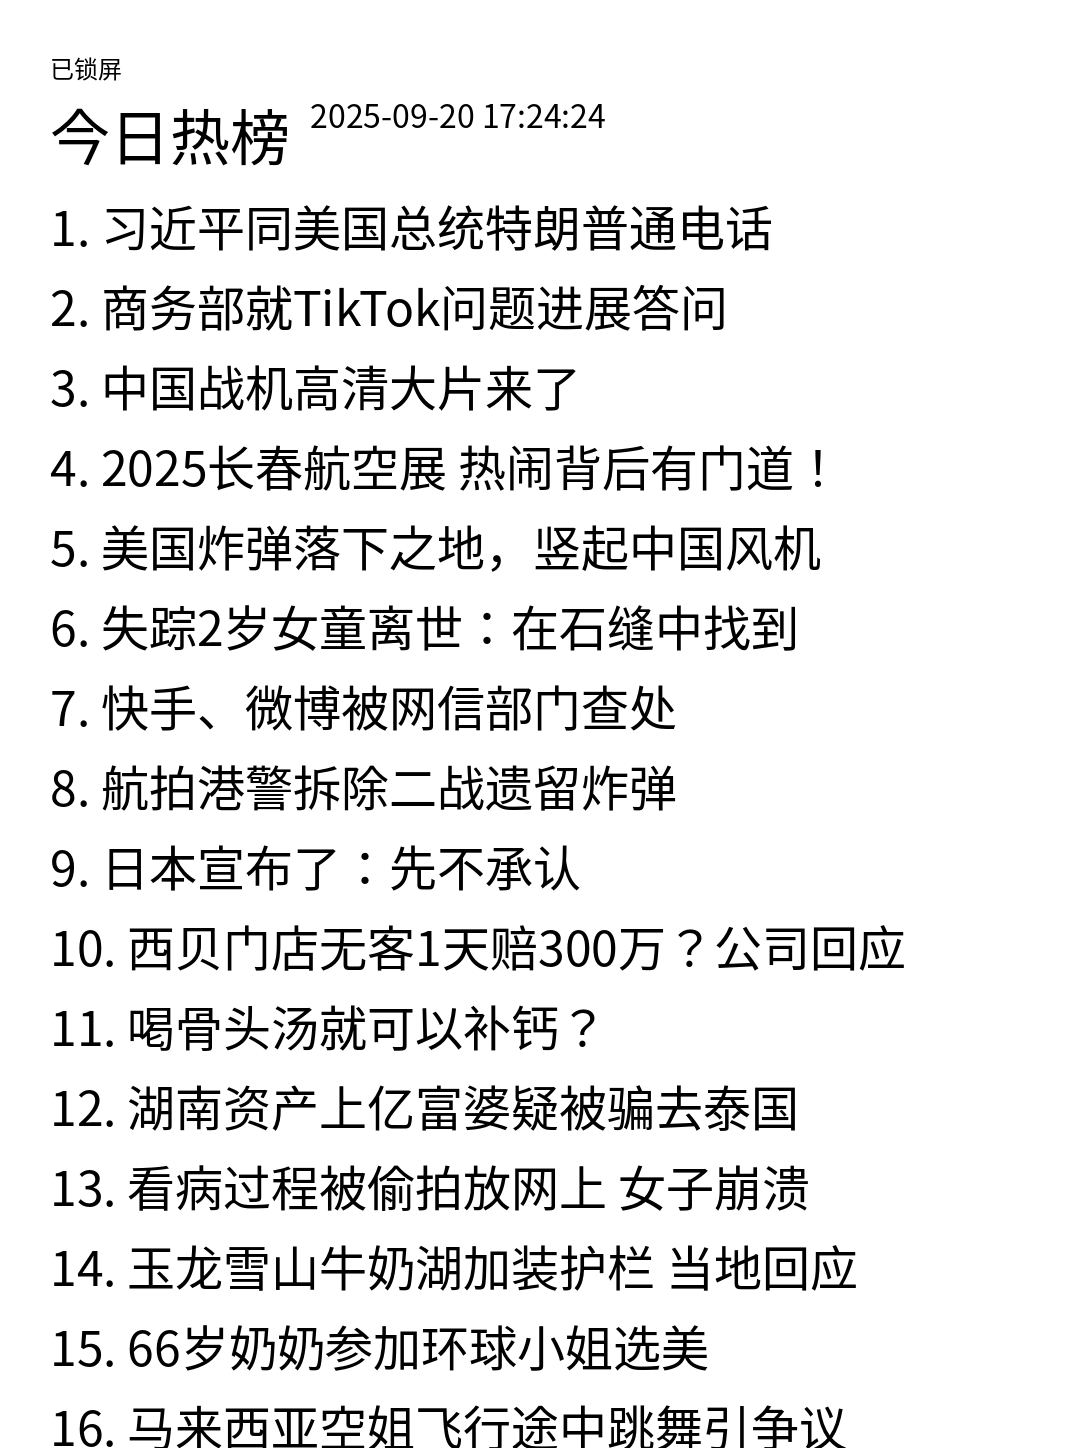 已锁屏
今日热榜 2025-09-20 17:24:24
1. 习近平同美国总统特朗普通电话
2. 商务部就TikTok问题进展答问
3. 中国战机高清大片来了
4. 2025长春航空展 热闹背后有门道！
5. 美国炸弹落下之地，竖起中国风机
6. 失踪2岁女童离世：在石缝中找到
7. 快手、微博被网信部门查处
8. 航拍港警拆除二战遗留炸弹
9. 日本宣布了：先不承认
10. 西贝门店无客1天赔300万？公司回应
11. 喝骨头汤就可以补钙？
12. 湖南资产上亿富婆疑被骗去泰国
13. 看病过程被偷拍放网上 女子崩溃
14. 玉龙雪山牛奶湖加装护栏 当地回应
15. 66岁奶奶参加环球小姐选美
16. 马来西亚空姐飞行途中跳舞引争议